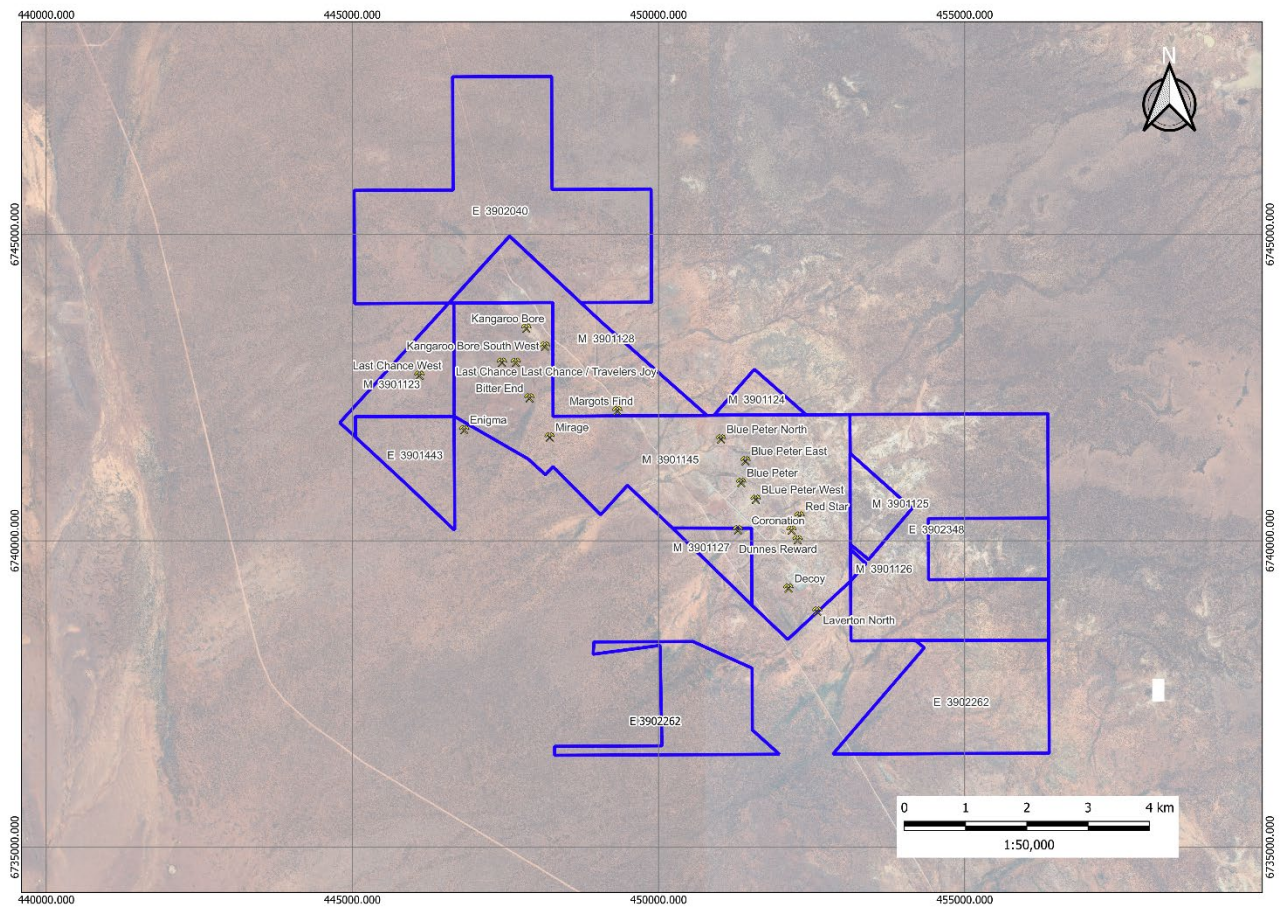 440000.000
445000.000
450000.000
455000.000
N
E 3902040
6745000.000
6745000.000
Kangaroo Bore
M 3901128
Kangaroo Bore South West
Last Chance West
Last Chance
Last Chance / Travelers Joy
M 3901123
Bitter End
M 3901124
Margots Find
Enigma
Mirage
Blue Peter North
E 3901443
M 3901145
Blue Peter East
Blue Peter
BLue Peter West
M 3901125
Red Star
Coronation
E 3902348
6740000.000
6740000.000
M 3901127
Dunnes Reward
M 3901126
Decoy
Laverton North
E 3902262
E 3902262
0 1 2 3 4 km
1:50,000
6735000.000
6735000.000
440000.000
445000.000
450000.000
455000.000